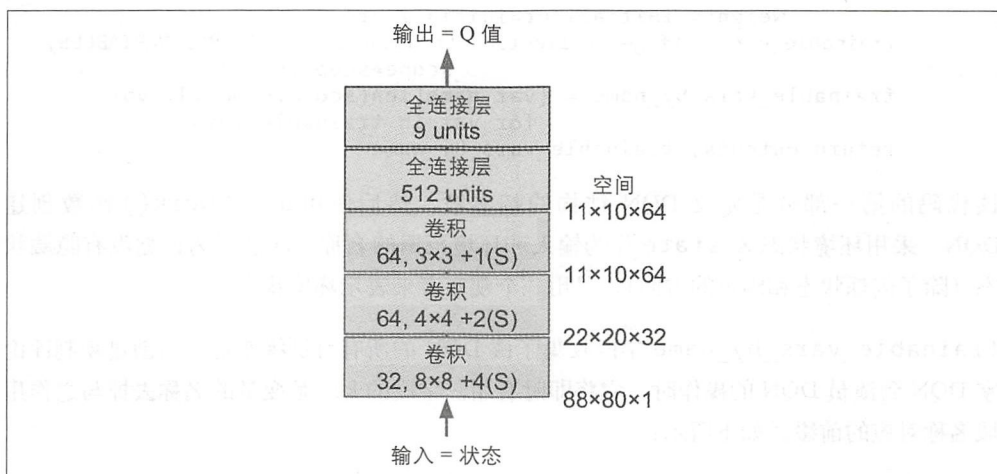 输出 = Q 值
全连接层
9 units
全连接层
512 units
空间
11×10×64
卷积
64, 3×3 +1(S)
11×10×64
卷积
64, 4×4 +2(S)
22×20×32
卷积
32, 8×8 +4(S)
88×80×1
输入 = 状态